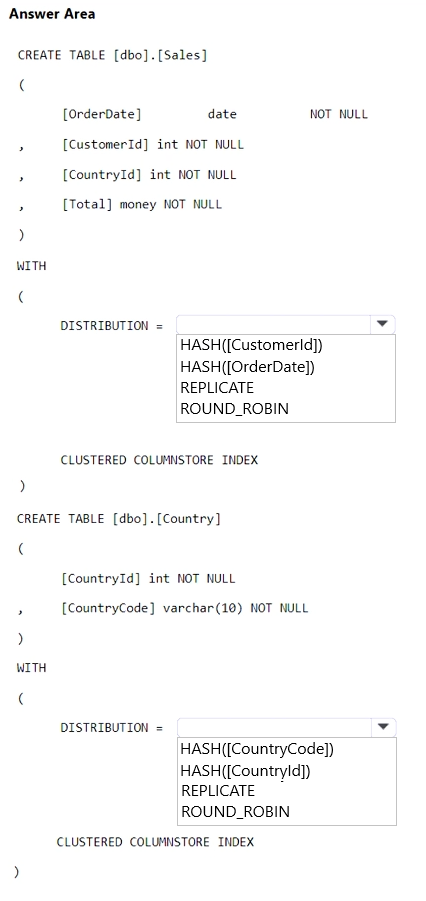 Answer Area
CREATE TABLE [dbo].[Sales]
(
[OrderDate] date NOT NULL
, [CustomerId] int NOT NULL
, [CountryId] int NOT NULL
, [Total] money NOT NULL
)
WITH
(
DISTRIBUTION =
HASH([CustomerId])
HASH([OrderDate])
REPLICATE
ROUND_ROBIN
CLUSTERED COLUMNSTORE INDEX
)
CREATE TABLE [dbo].[Country]
(
[CountryId] int NOT NULL
, [CountryCode] varchar(10) NOT NULL
)
WITH
(
DISTRIBUTION =
HASH([CountryCode])
HASH([CountryId])
REPLICATE
ROUND_ROBIN
CLUSTERED COLUMNSTORE INDEX
)